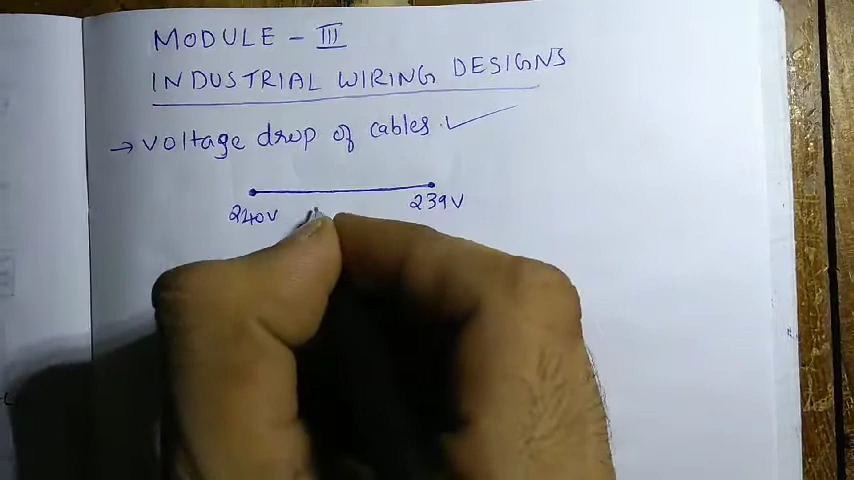 MODULE - III
INDUSTRIAL WIRING DESIGNS
→ voltage drop of cables. ✓
240V 239V